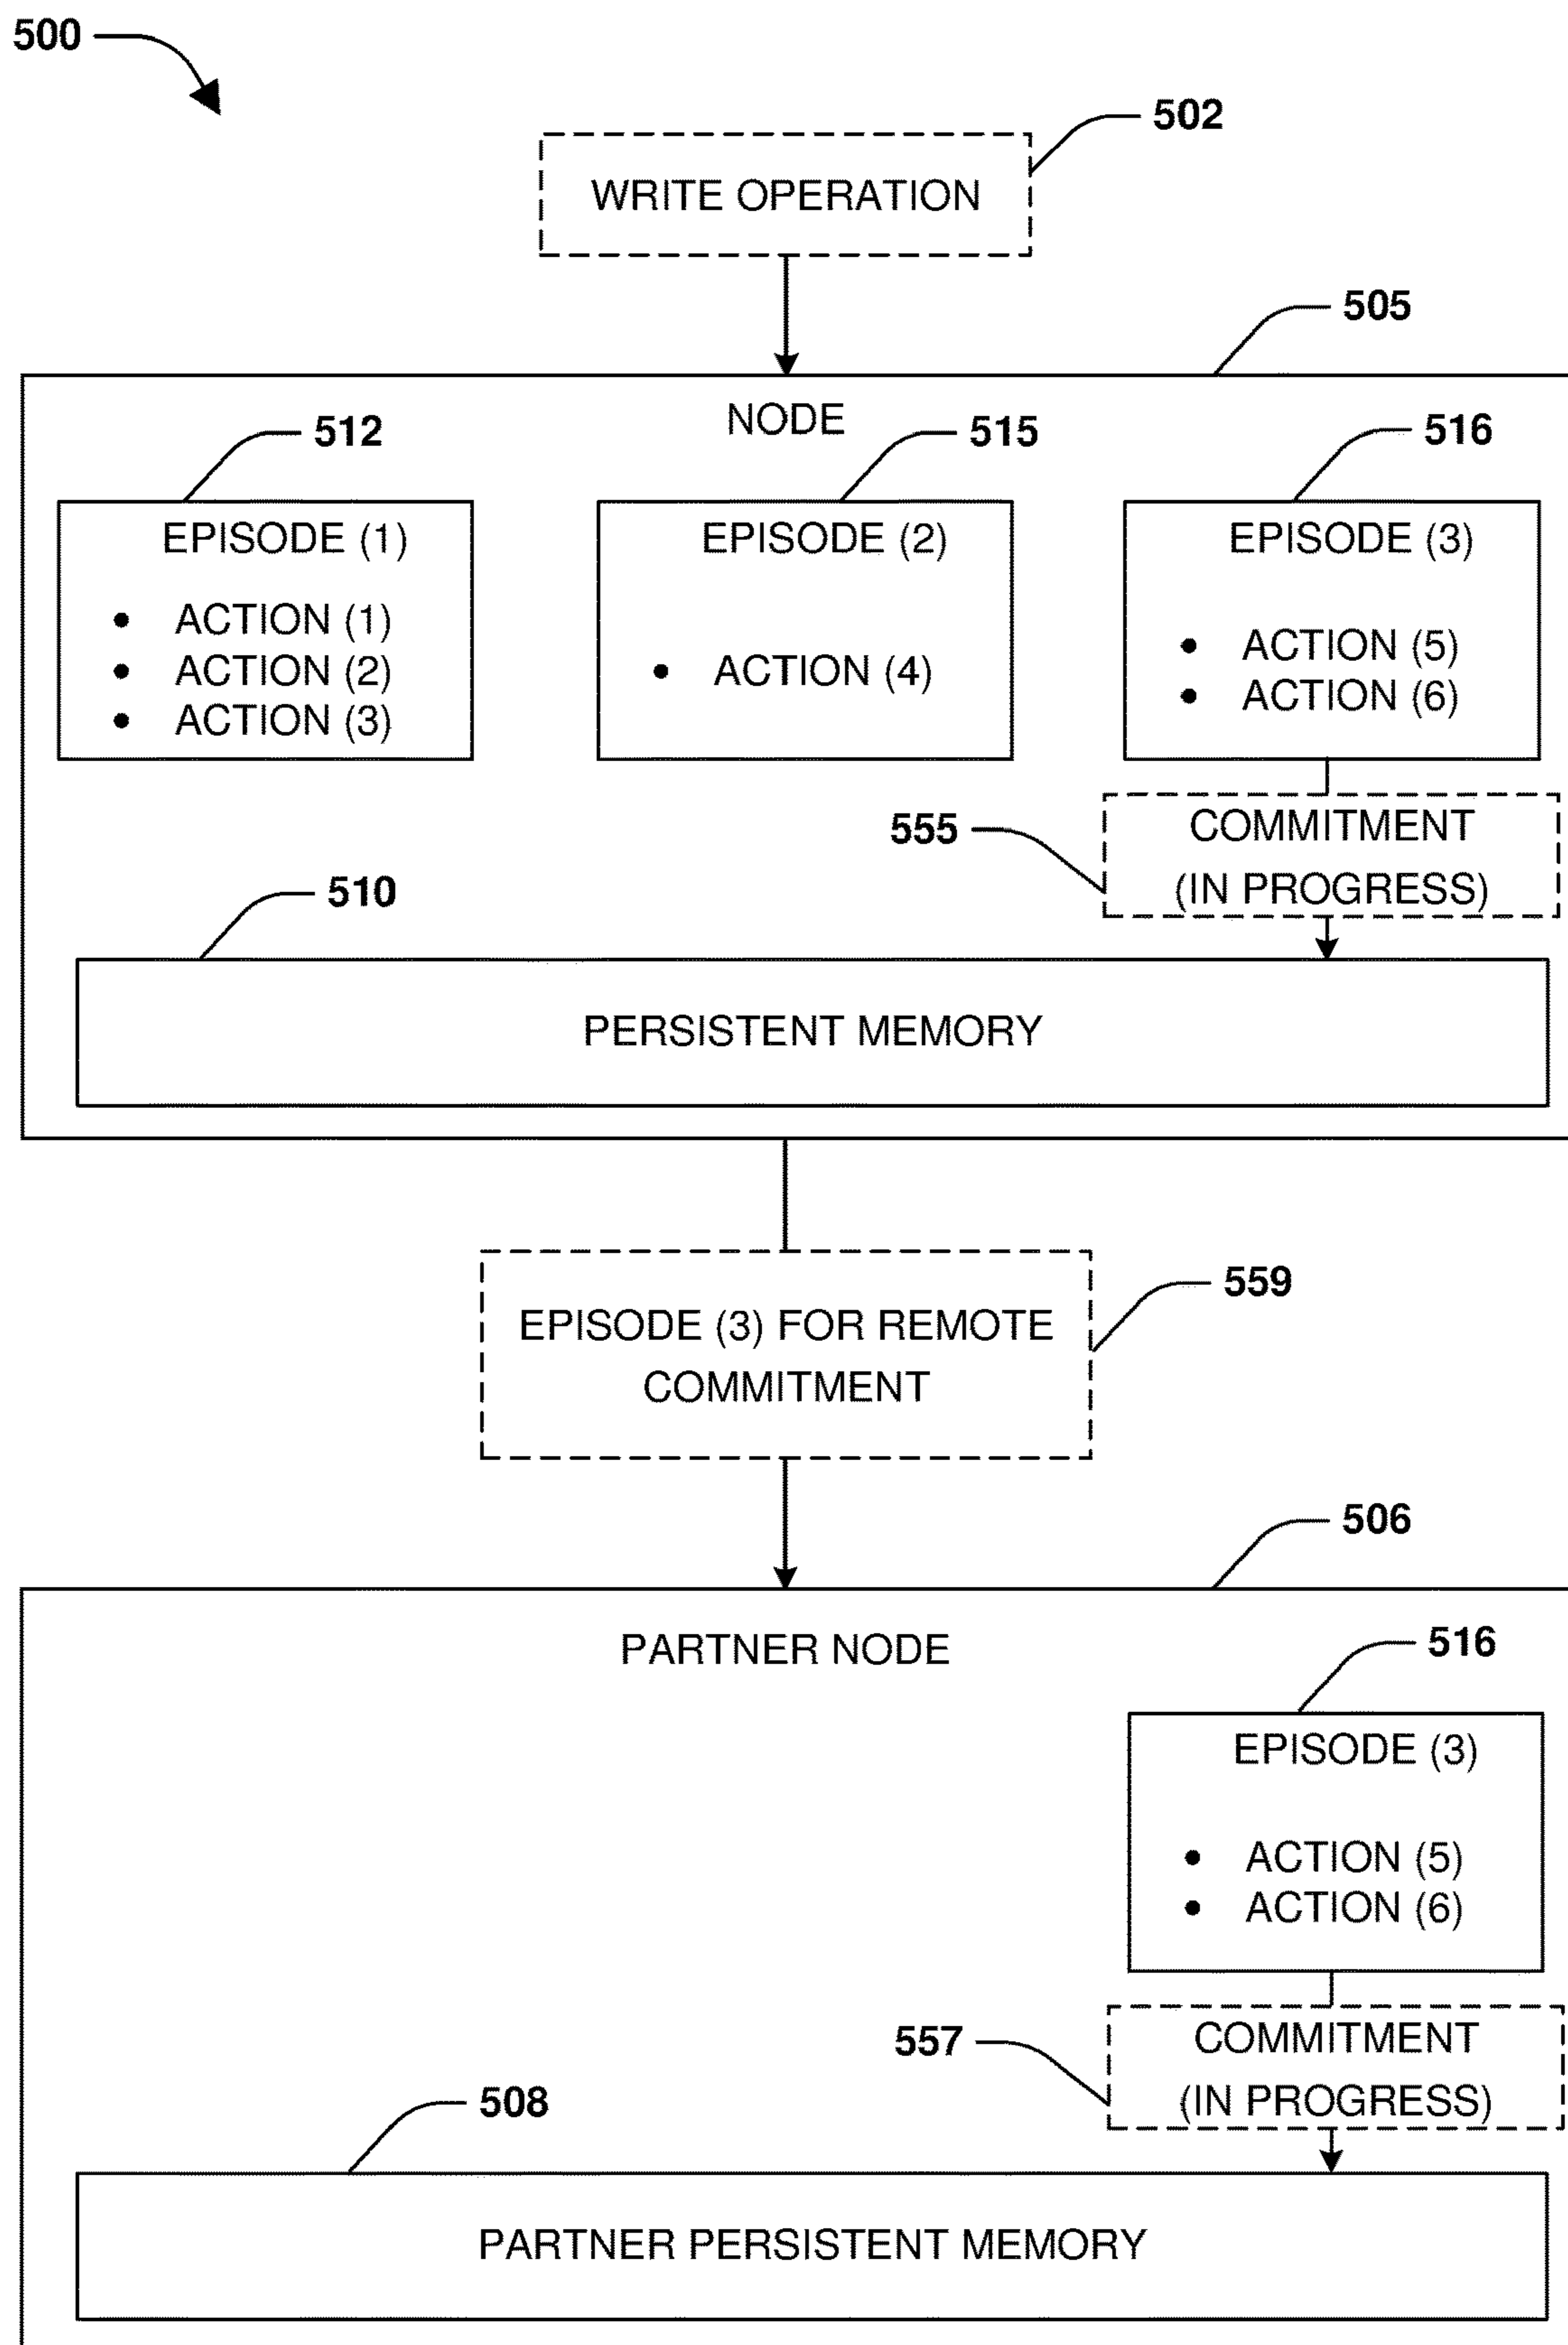 500
502
WRITE OPERATION
505
NODE
512
515
516
EPISODE (1)
• ACTION (1)
• ACTION (2)
• ACTION (3)
EPISODE (2)
• ACTION (4)
EPISODE (3)
• ACTION (5)
• ACTION (6)
555
COMMITMENT
(IN PROGRESS)
510
PERSISTENT MEMORY
559
EPISODE (3) FOR REMOTE
COMMITMENT
506
PARTNER NODE
516
EPISODE (3)
• ACTION (5)
• ACTION (6)
557
COMMITMENT
(IN PROGRESS)
508
PARTNER PERSISTENT MEMORY